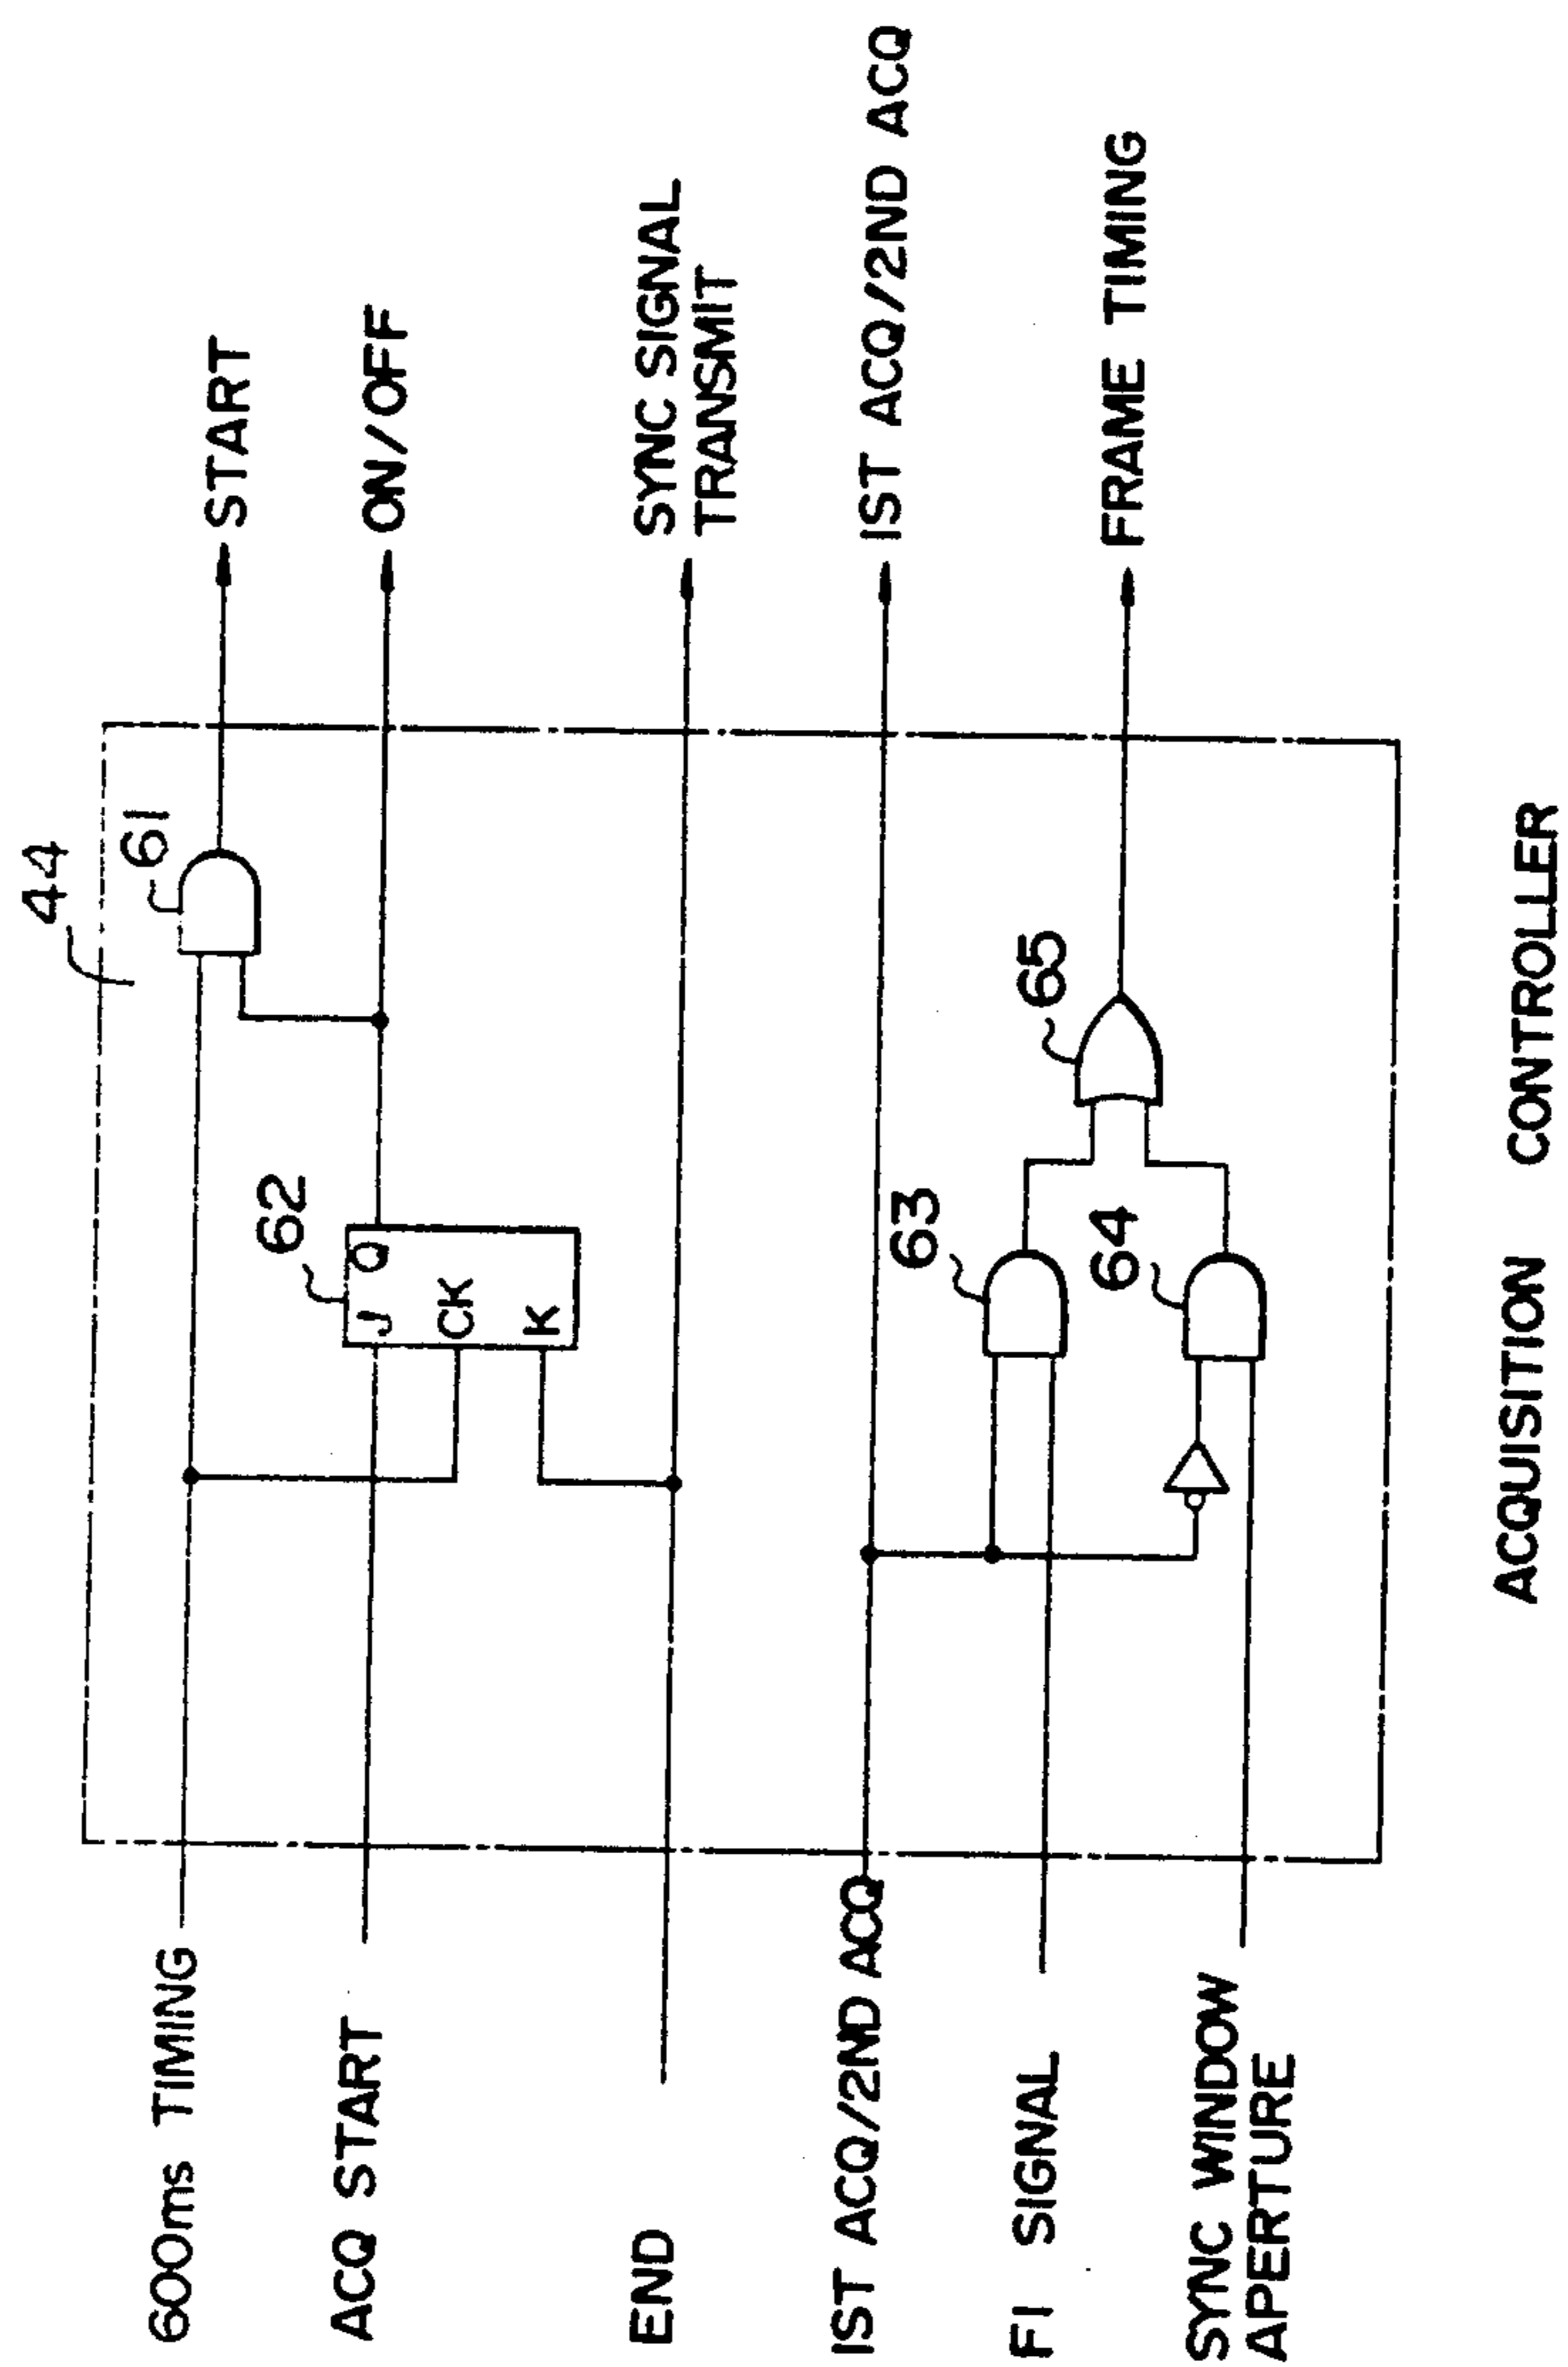 44
61
START
600ms TIMING
62
ON/OFF
ACQ START
J Q
CK
K
END
SYNC SIGNAL
TRANSMIT
IST ACQ/2ND ACQ
IST ACQ/2ND ACQ
63
65
FI SIGNAL
64
FRAME TIMING
SYNC WINDOW
APERTURE
ACQUISITION CONTROLLER